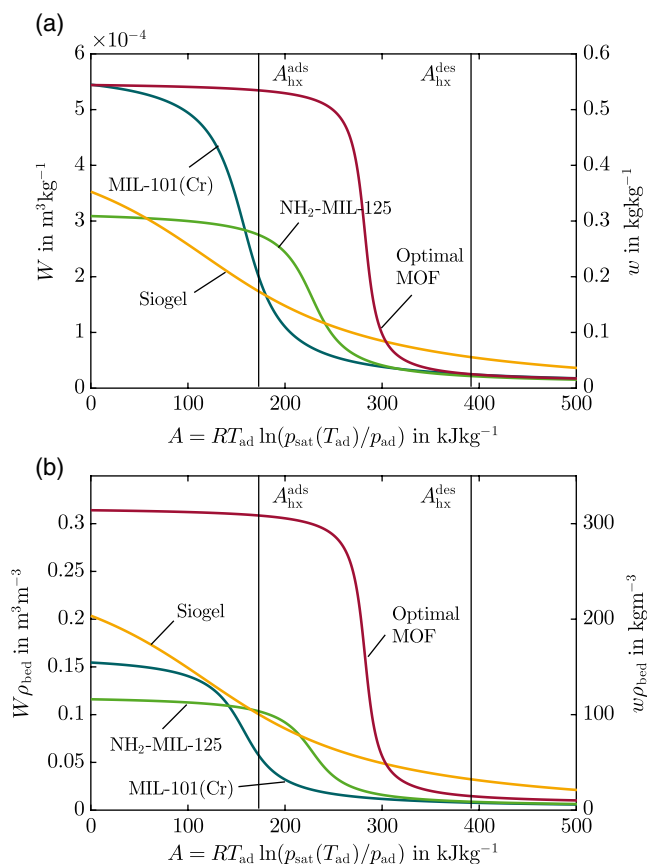 (a)
×10⁻⁴
6
5
4
3
2
1
0
W in m³kg⁻¹
0.6
0.5
0.4
0.3
0.2
0.1
0
w in kgkg⁻¹
A_hx^ads
A_hx^des
MIL-101(Cr)
NH₂-MIL-125
Siogel
Optimal
MOF
0 100 200 300 400 500
A = RT_ad ln(p_sat(T_ad)/p_ad) in kJkg⁻¹
(b)
0.3
0.25
0.2
0.15
0.1
0.05
0
Wρ_bed in m³m⁻³
300
200
100
0
wρ_bed in kgm⁻³
A_hx^ads
A_hx^des
Siogel
Optimal
MOF
NH₂-MIL-125
MIL-101(Cr)
0 100 200 300 400 500
A = RT_ad ln(p_sat(T_ad)/p_ad) in kJkg⁻¹